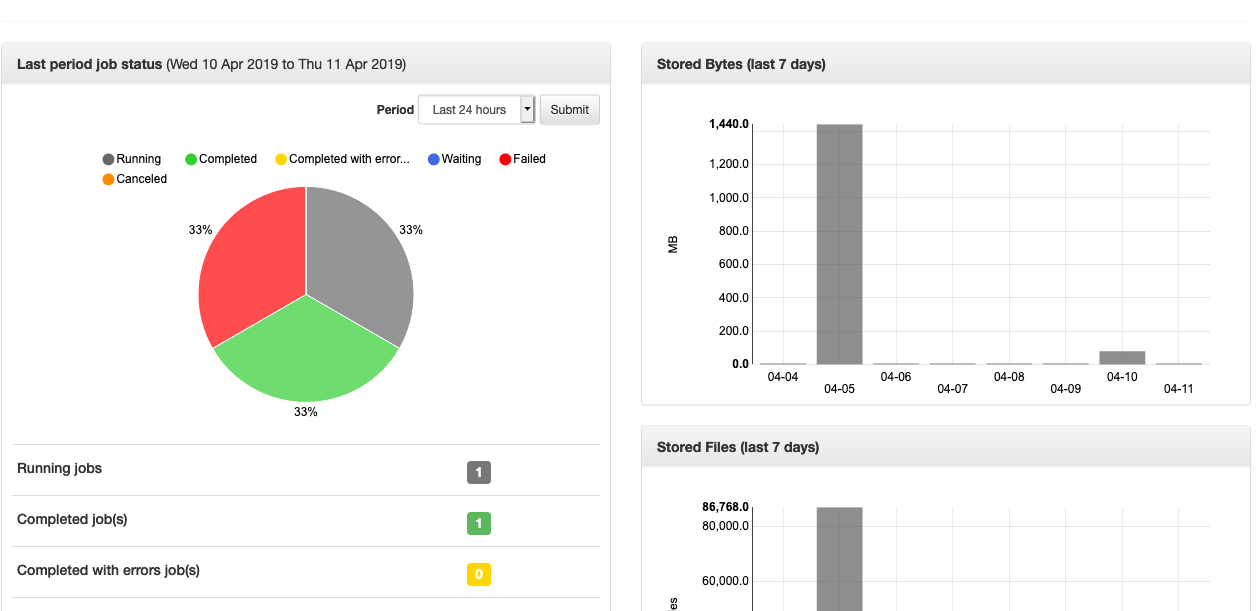 Last period job status (Wed 10 Apr 2019 to Thu 11 Apr 2019)
Period Last 24 hours Submit
Running Completed Completed with error... Waiting Failed
Canceled
33% 33%
33%
Running jobs 1
Completed job(s) 1
Completed with errors job(s) 0
Stored Bytes (last 7 days)
1,440.0
1,200.0
1,000.0
800.0
MB
600.0
400.0
200.0
0.0
04-04 04-06 04-08 04-10
04-05 04-07 04-09 04-11
Stored Files (last 7 days)
86,768.0
80,000.0
60,000.0